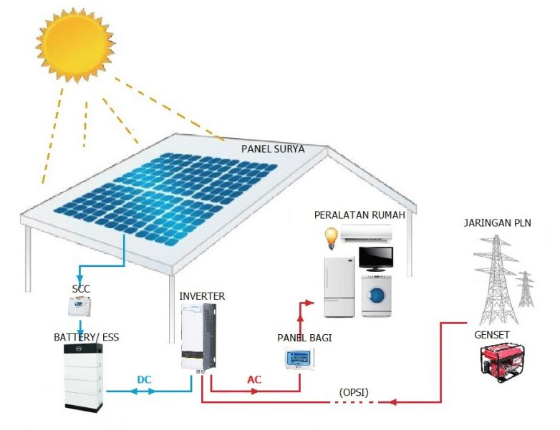 PANEL SURYA
PERALATAN RUMAH
JARINGAN PLN
SCC
INVERTER
BATTERY/ ESS
PANEL BAGI
GENSET
DC
AC
(OPSI)